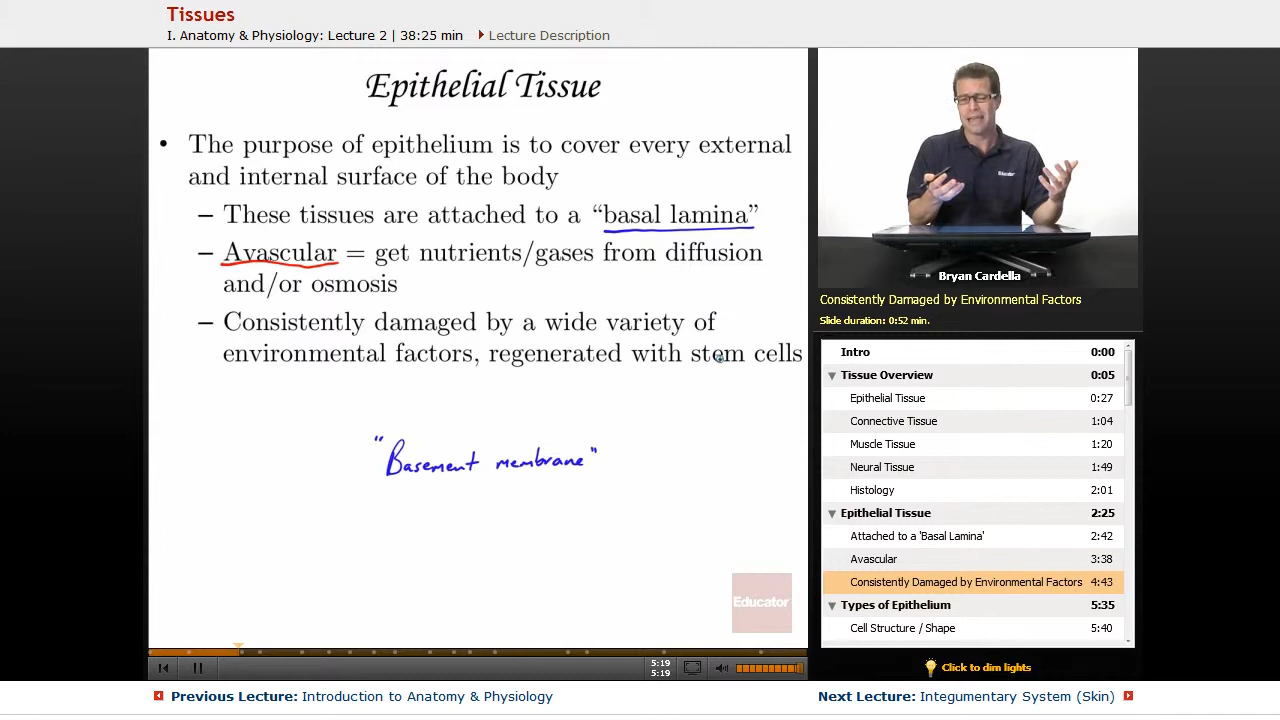 Tissues
I. Anatomy & Physiology: Lecture 2 | 38:25 min Lecture Description
Epithelial Tissue
• The purpose of epithelium is to cover every external
and internal surface of the body
– These tissues are attached to a “basal lamina”
– Avascular = get nutrients/gases from diffusion
and/or osmosis
– Consistently damaged by a wide variety of
environmental factors, regenerated with stem cells
"Basement membrane"
Educator
Educator
Bryan Cardella
Consistently Damaged by Environmental Factors
Slide duration: 0:52 min.
Intro 0:00
Tissue Overview 0:05
Epithelial Tissue 0:27
Connective Tissue 1:04
Muscle Tissue 1:20
Neural Tissue 1:49
Histology 2:01
Epithelial Tissue 2:25
Attached to a 'Basal Lamina' 2:42
Avascular 3:38
Consistently Damaged by Environmental Factors 4:43
Types of Epithelium 5:35
Cell Structure / Shape 5:40
5:19
5:19
Click to dim lights
Previous Lecture: Introduction to Anatomy & Physiology
Next Lecture: Integumentary System (Skin)